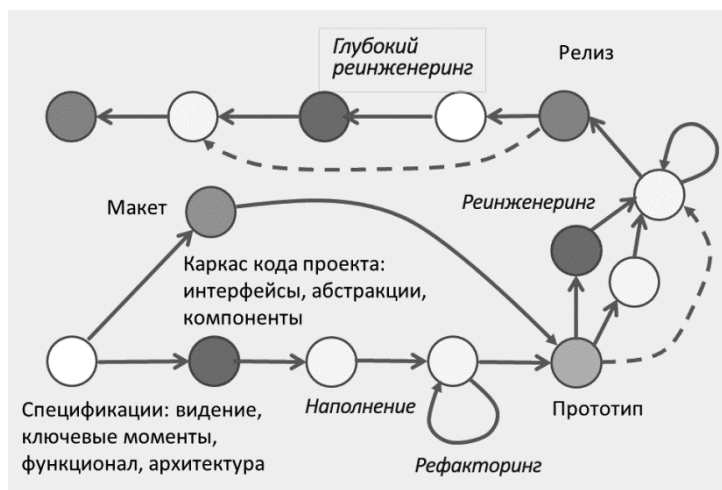 Глубокий
реинженеринг
Релиз
Макет
Реинженеринг
Каркас кода проекта:
интерфейсы, абстракции,
компоненты
Спецификации: видение,
ключевые моменты,
функционал, архитектура
Наполнение
Рефакторинг
Прототип